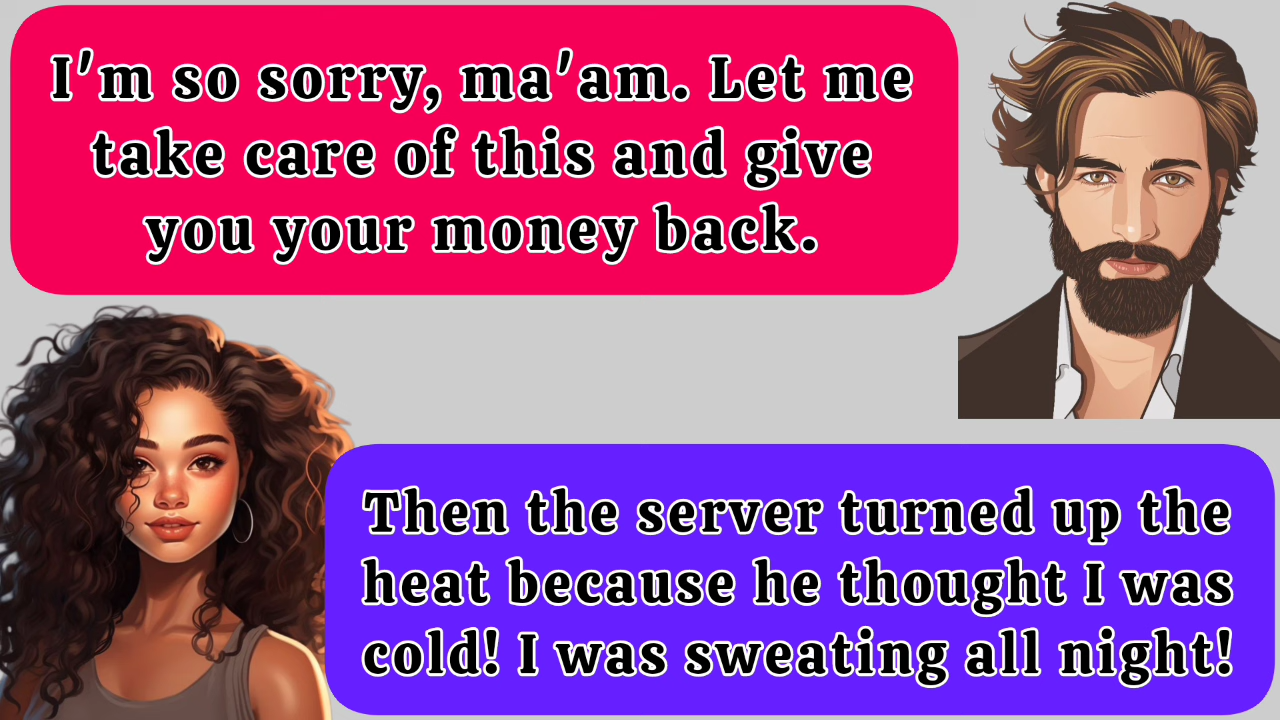 I'm so sorry, ma'am. Let me
take care of this and give
you your money back.
Then the server turned up the
heat because he thought I was
cold! I was sweating all night!